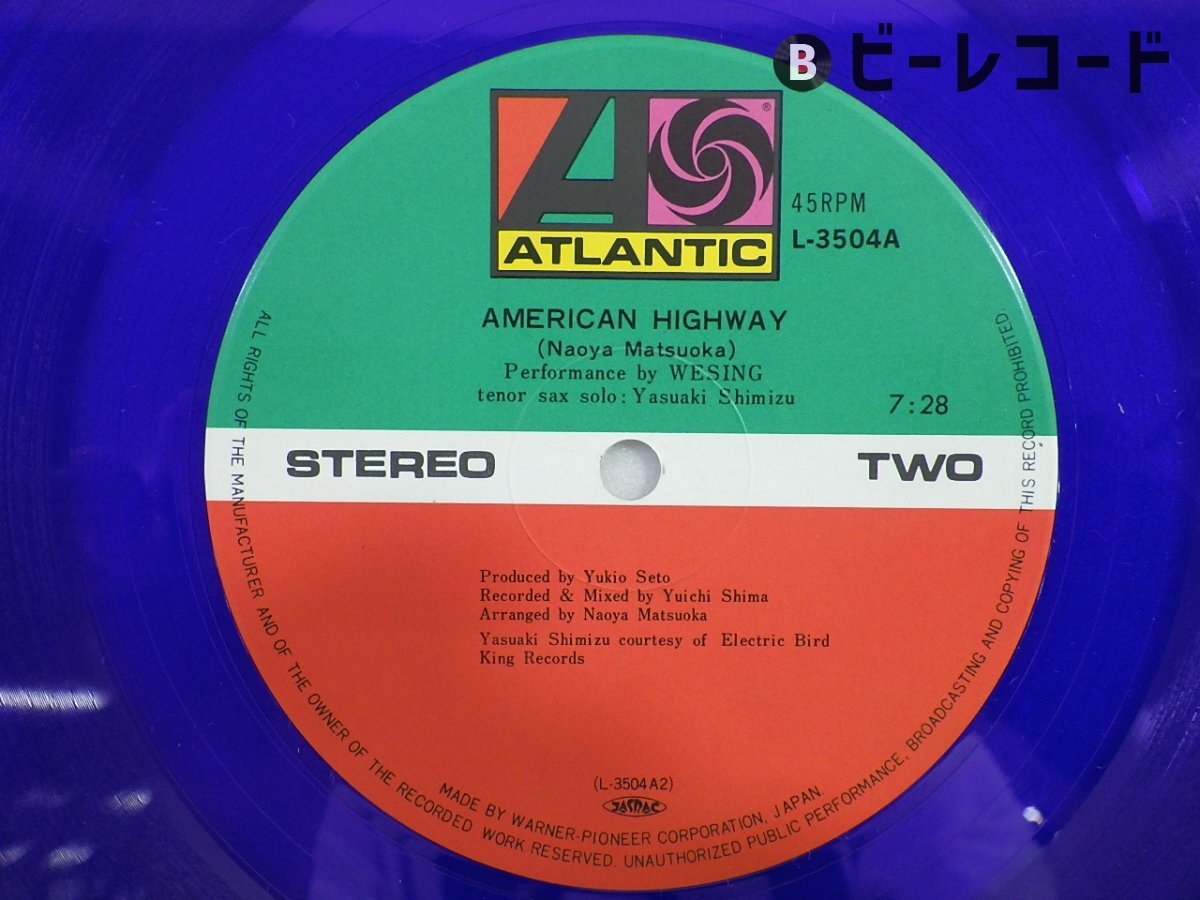 B ビーレコード
A
®
ATLANTIC
45RPM
L-3504A
AMERICAN HIGHWAY
(Naoya Matsuoka)
Performance by WESING
tenor sax solo : Yasuaki Shimizu
7:28
STEREO
TWO
Produced by Yukio Seto
Recorded & Mixed by Yuichi Shima
Arranged by Naoya Matsuoka
Yasuaki Shimizu courtesy of Electric Bird
King Records
(L-3504A2)
JASRAC
MADE BY WARNER-PIONEER CORPORATION, JAPAN.
ALL RIGHTS OF THE MANUFACTURER AND OF THE OWNER OF THE RECORDED WORK RESERVED. UNAUTHORIZED PUBLIC PERFORMANCE, BROADCASTING AND COPYING OF THIS RECORD PROHIBITED.